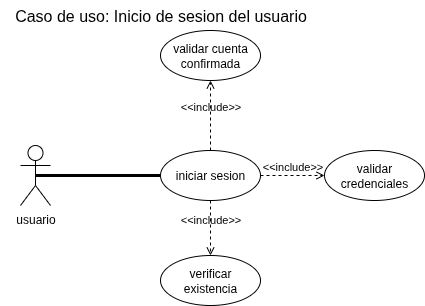 Caso de uso: Inicio de sesion del usuario
validar cuenta
confirmada
<<include>>
iniciar sesion
<<include>>
validar
credenciales
usuario
<<include>>
verificar
existencia